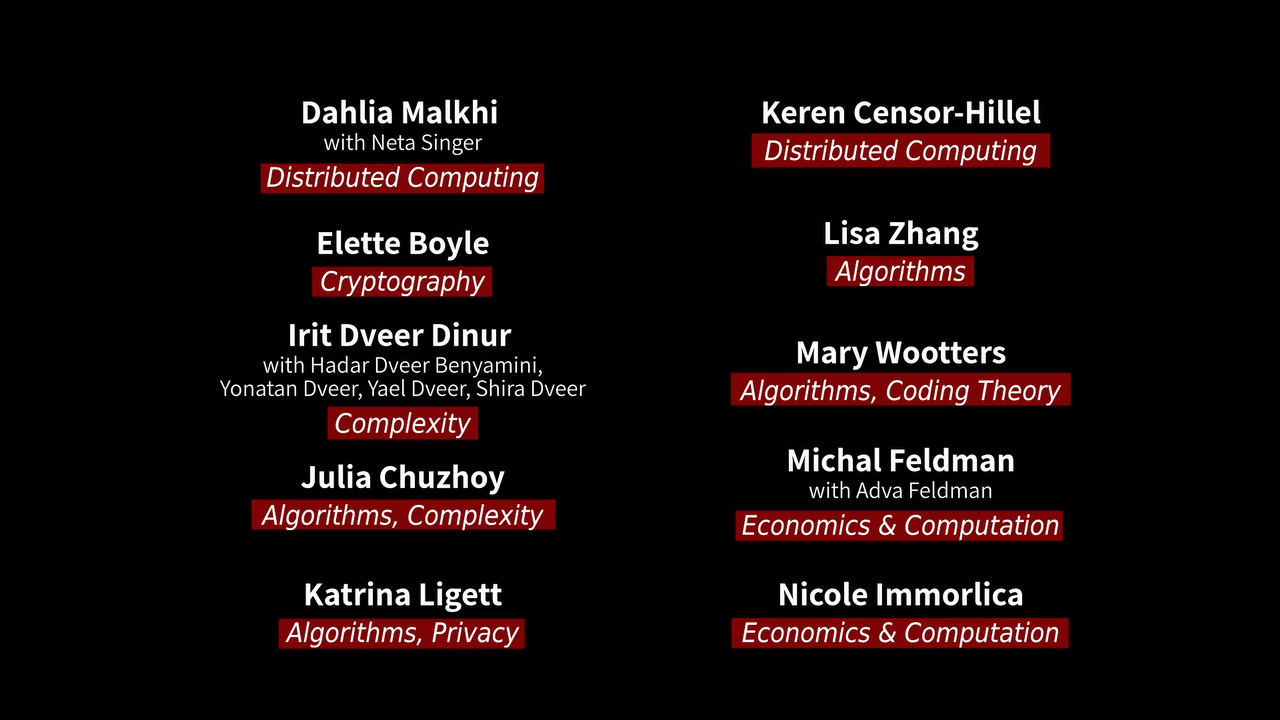 Dahlia Malkhi
with Neta Singer
Distributed Computing
Elette Boyle
Cryptography
Irit Dveer Dinur
with Hadar Dveer Benyamini,
Yonatan Dveer, Yael Dveer, Shira Dveer
Complexity
Julia Chuzhoy
Algorithms, Complexity
Katrina Ligett
Algorithms, Privacy
Keren Censor-Hillel
Distributed Computing
Lisa Zhang
Algorithms
Mary Wootters
Algorithms, Coding Theory
Michal Feldman
with Adva Feldman
Economics & Computation
Nicole Immorlica
Economics & Computation